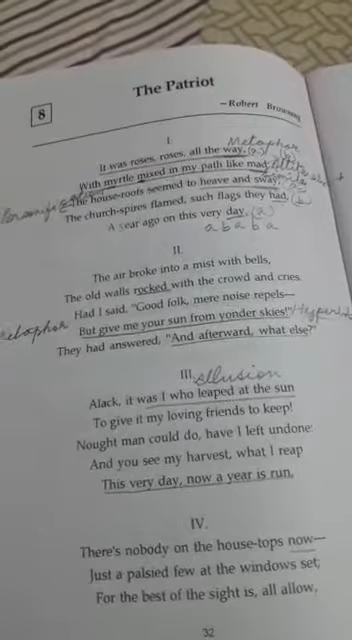 The Patriot
8
—Robert Browning
I.
Metaphor
It was roses, roses, all the way, (a)
With myrtle mixed in my path like mad,
The house-roofs seemed to heave and sway,
The church-spires flamed, such flags they had, (b)
A year ago on this very day. (a)
a b a b a
II.
The air broke into a mist with bells,
The old walls rocked with the crowd and cries.
Had I said, "Good folk, mere noise repels—
Metaphor But give me your sun from yonder skies!"
They had answered, "And afterward, what else?"
III. allusion
Alack, it was I who leaped at the sun
To give it my loving friends to keep!
Nought man could do, have I left undone:
And you see my harvest, what I reap
This very day, now a year is run.
IV.
There's nobody on the house-tops now—
Just a palsied few at the windows set;
For the best of the sight is, all allow,
32